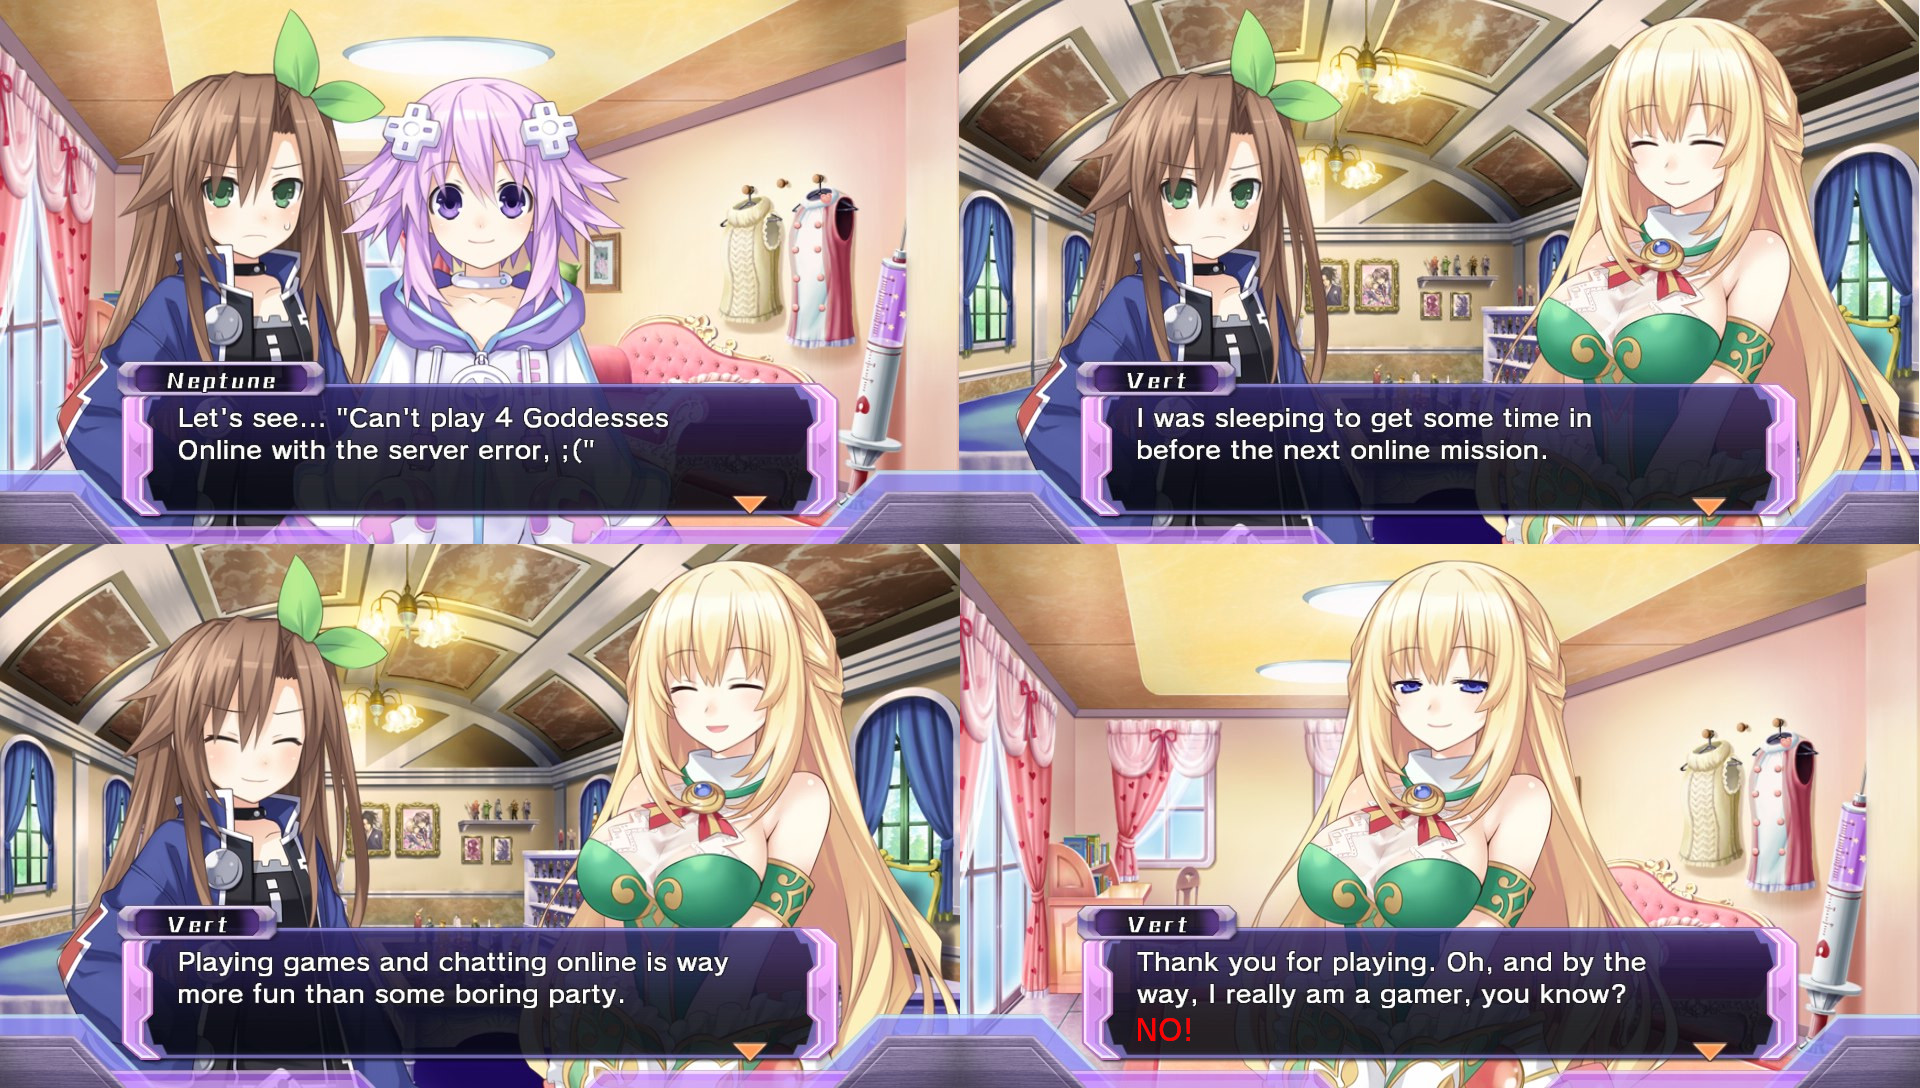 Neptune
Let's see... "Can't play 4 Goddesses
Online with the server error, ;("
Vert
I was sleeping to get some time in
before the next online mission.
Vert
Playing games and chatting online is way
more fun than some boring party.
Vert
Thank you for playing. Oh, and by the
way, I really am a gamer, you know?
NO!